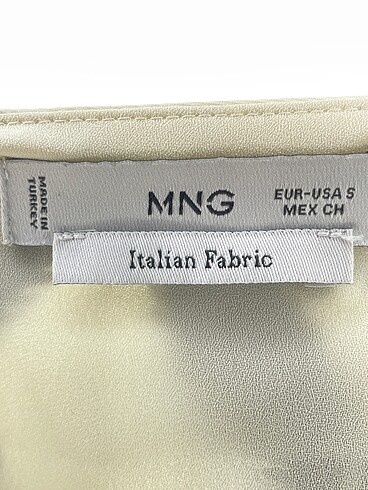 MADE IN
TURKEY
MNG
EUR-USA S
MEX CH
Italian Fabric